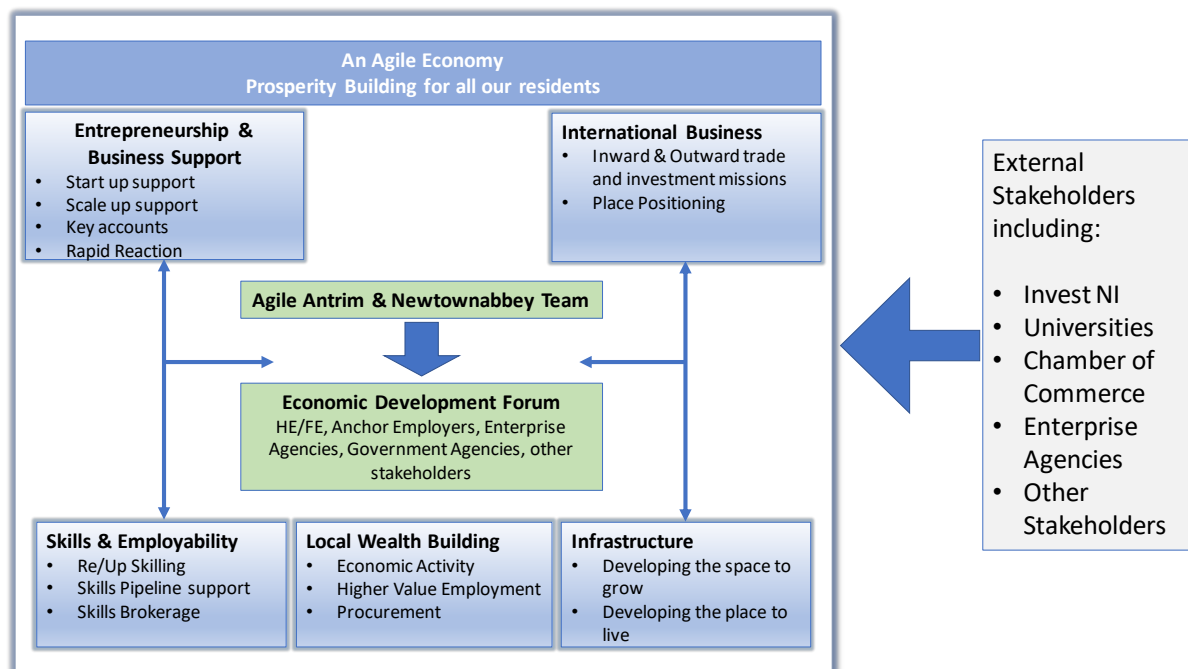 An Agile Economy
Prosperity Building for all our residents
Entrepreneurship &
Business Support
• Start up support
• Scale up support
• Key accounts
• Rapid Reaction
International Business
• Inward & Outward trade
and investment missions
• Place Positioning
Agile Antrim & Newtownabbey Team
Economic Development Forum
HE/FE, Anchor Employers, Enterprise
Agencies, Government Agencies, other
stakeholders
Skills & Employability
• Re/Up Skilling
• Skills Pipeline support
• Skills Brokerage
Local Wealth Building
• Economic Activity
• Higher Value Employment
• Procurement
Infrastructure
• Developing the space to
grow
• Developing the place to
live
External
Stakeholders
including:
• Invest NI
• Universities
• Chamber of
Commerce
• Enterprise
Agencies
• Other
Stakeholders